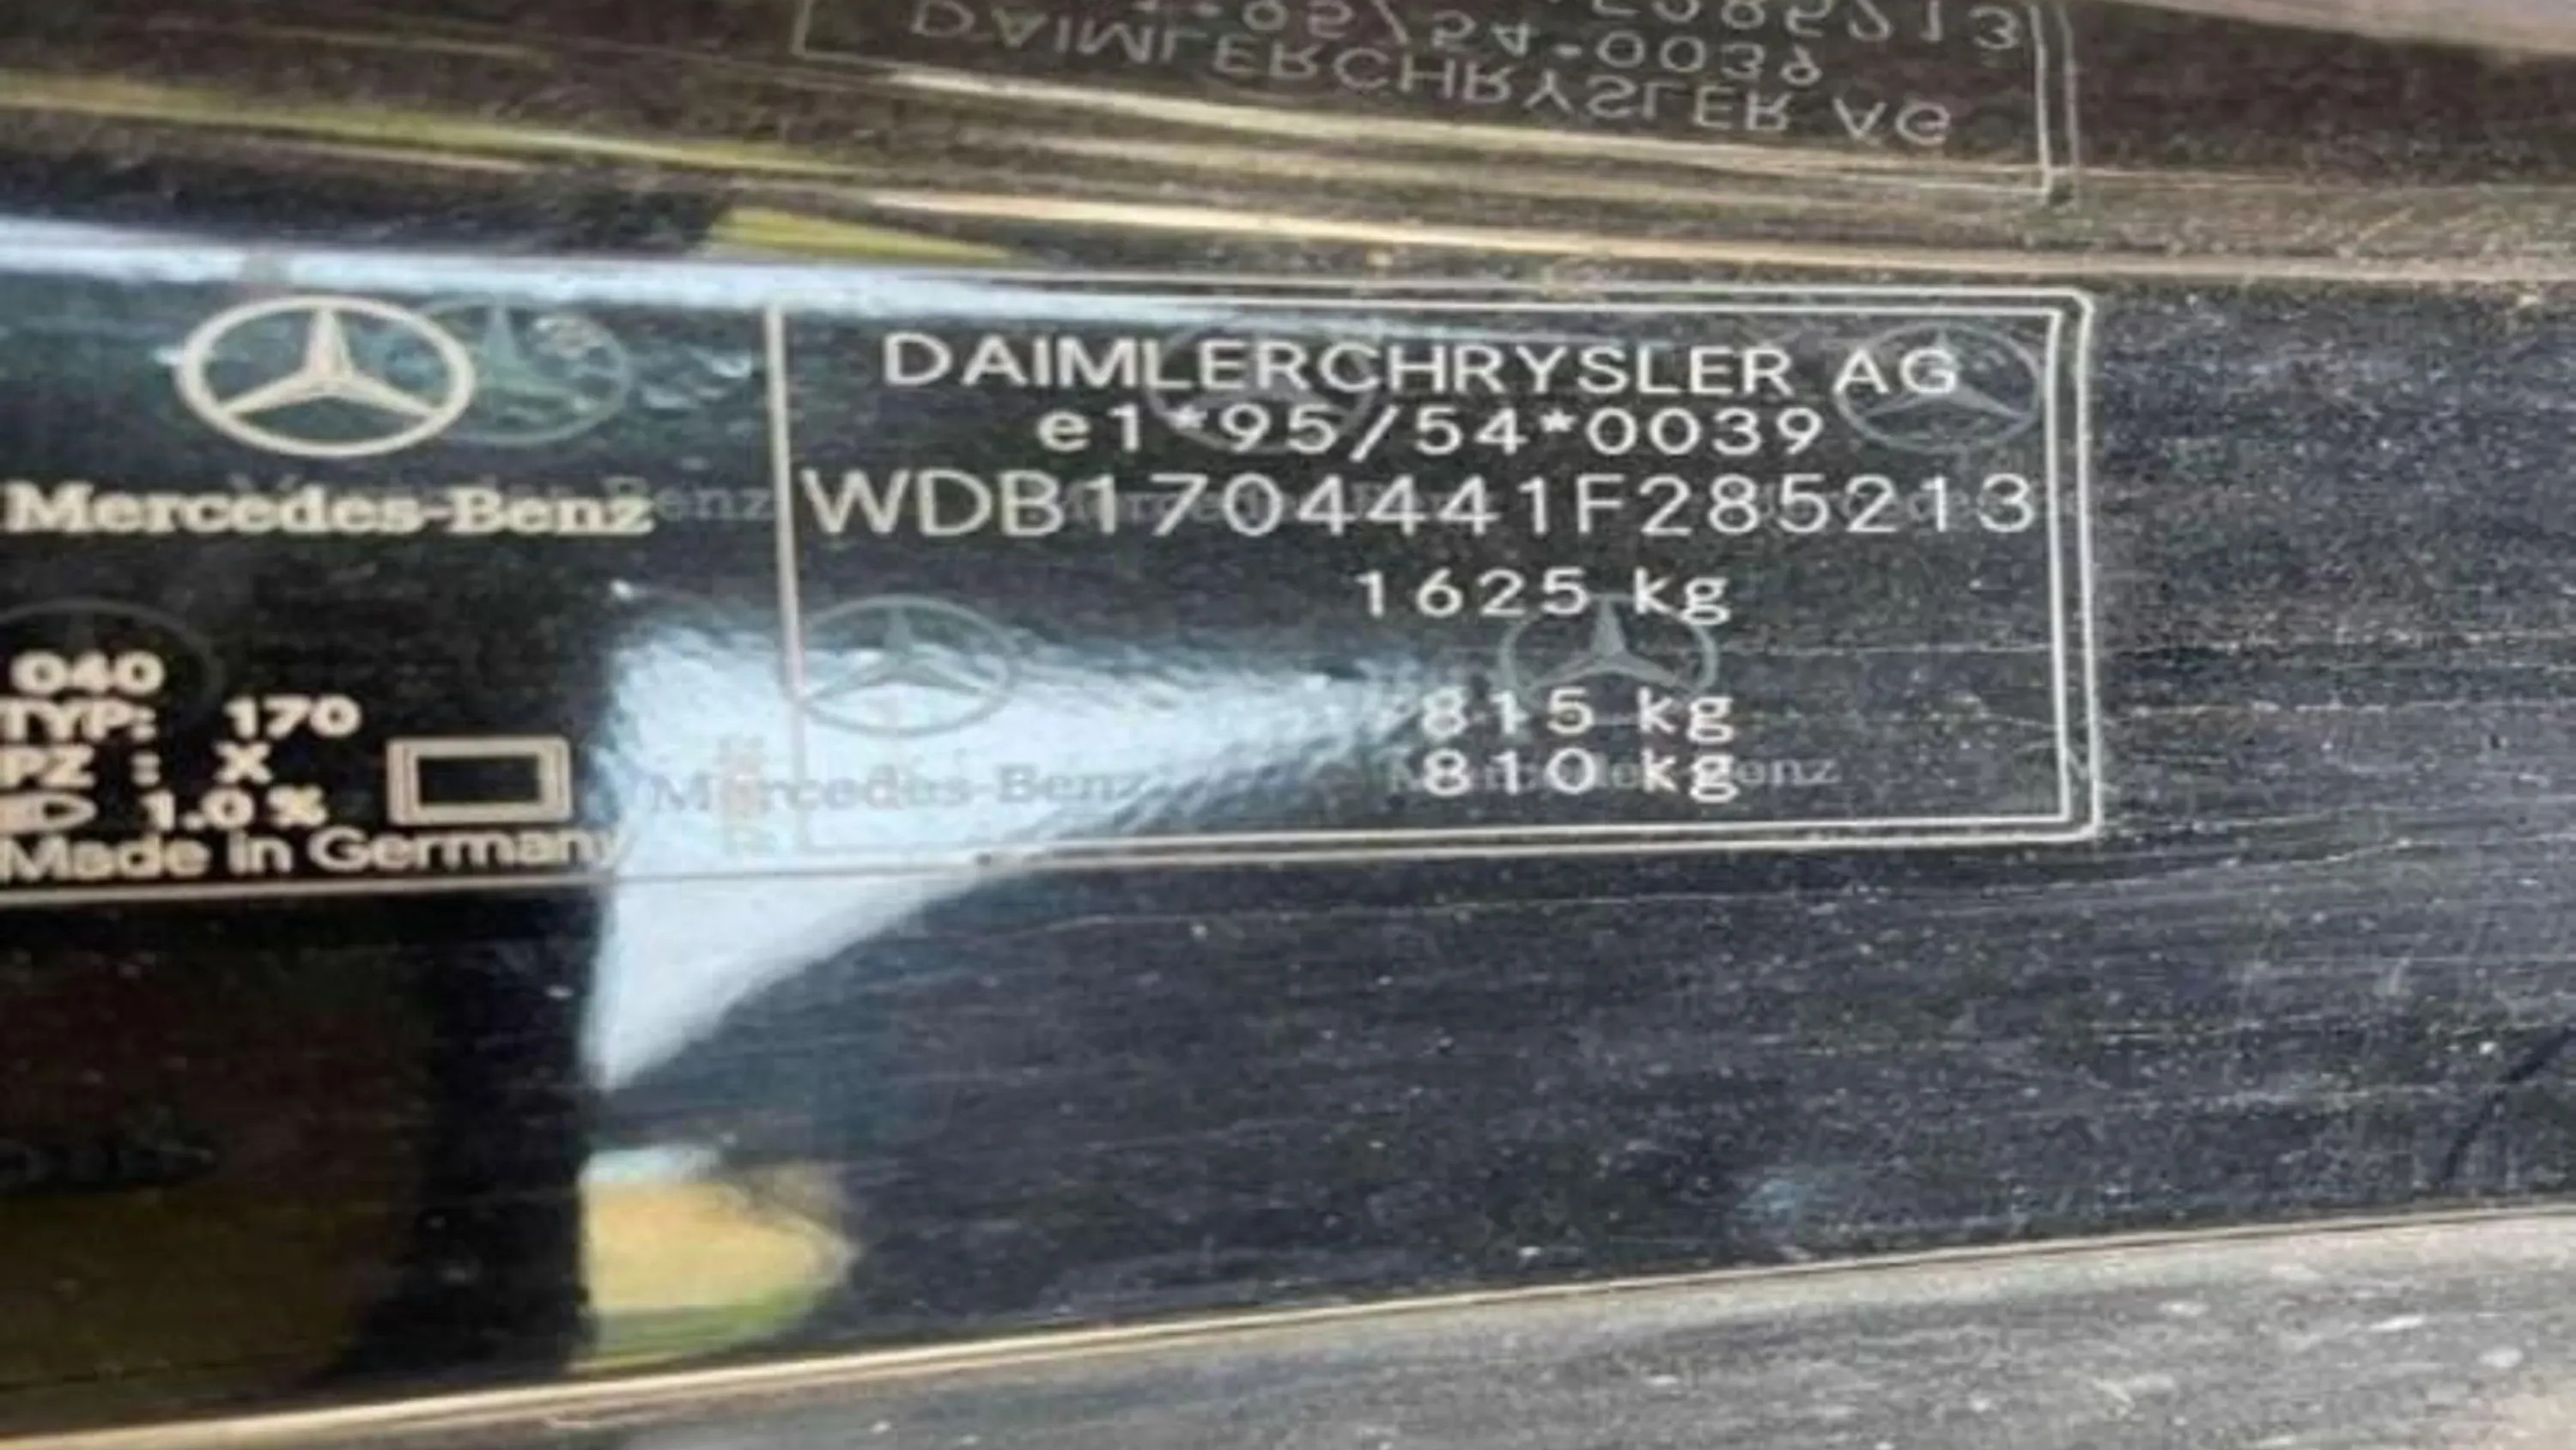 DAIMLERCHRYSLER AG
e1*95/54*0039
WDB1704441F285213
1625 kg
815 kg
810 kg
Mercedes-Benz
040
TYP: 170
PZ : X
1.0 %
Made in Germany